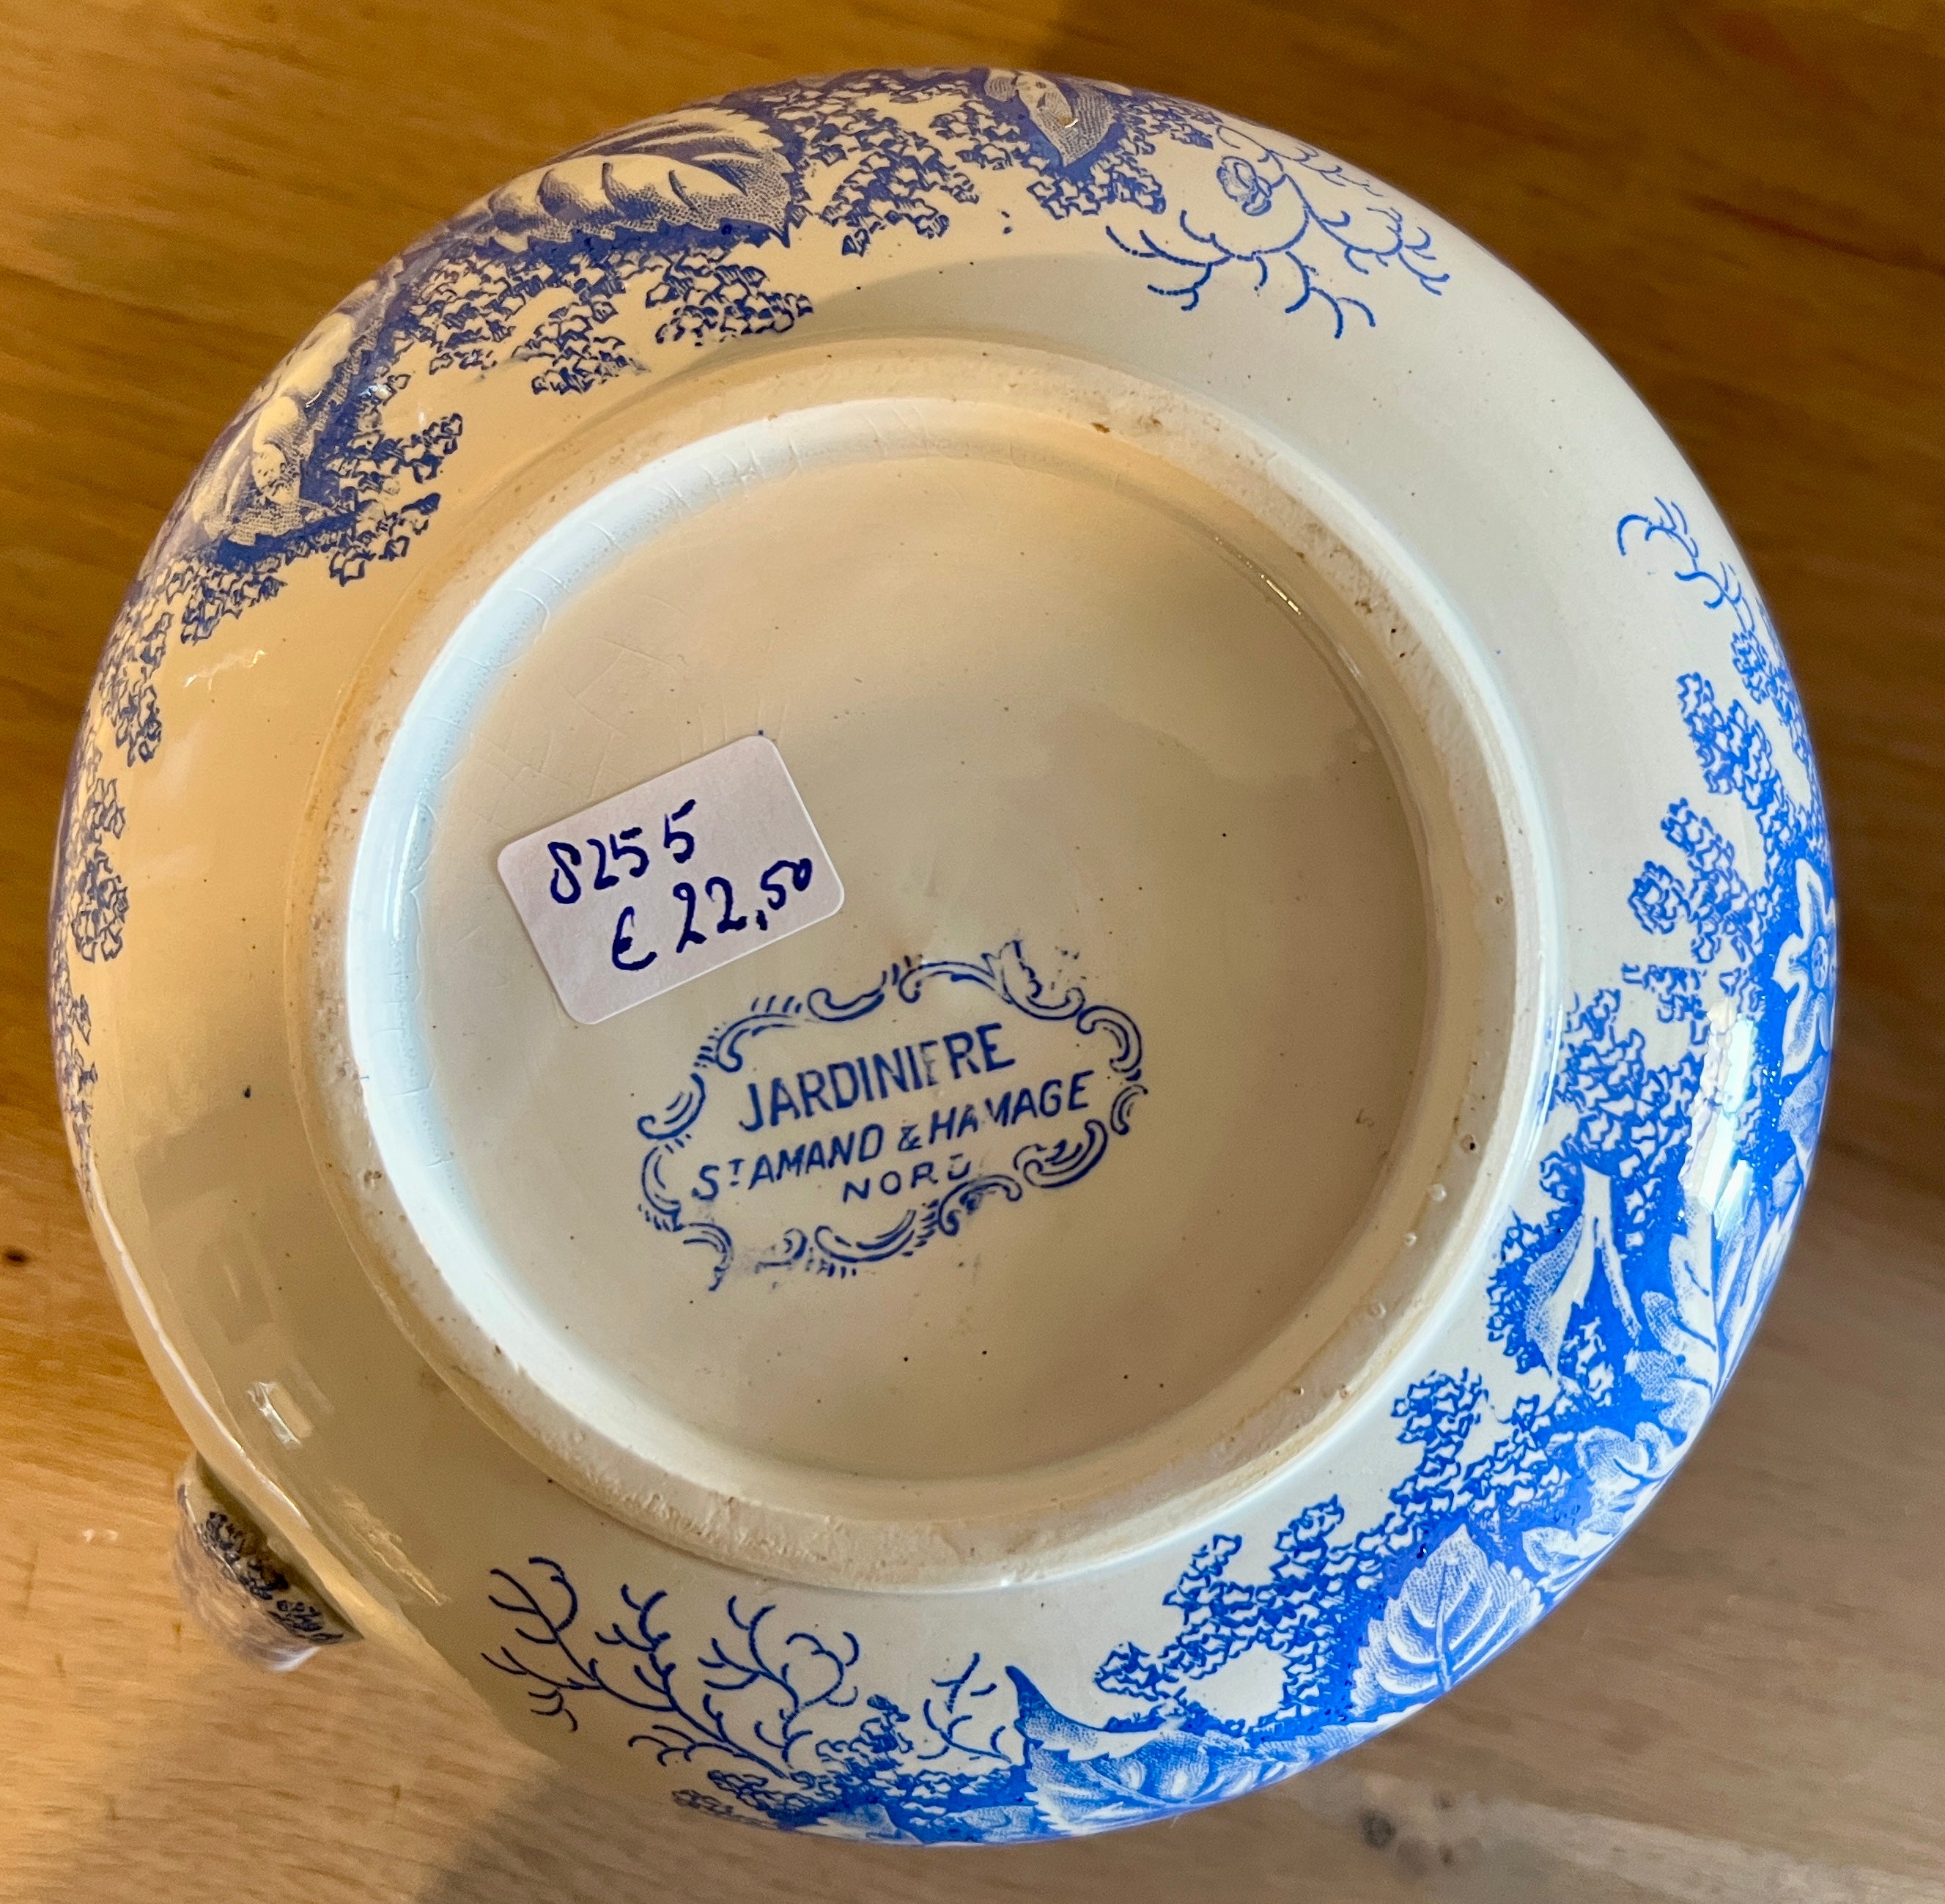 8255
€ 22,50
JARDINIERE
ST AMAND & HAMAGE
NORD